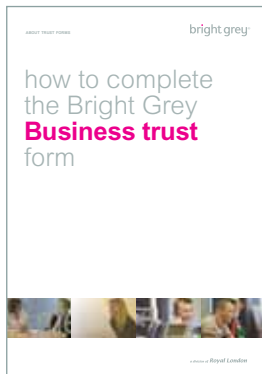 ABOUT TRUST FORMS
bright grey
how to complete
the Bright Grey
Business trust
form
a division of Royal London